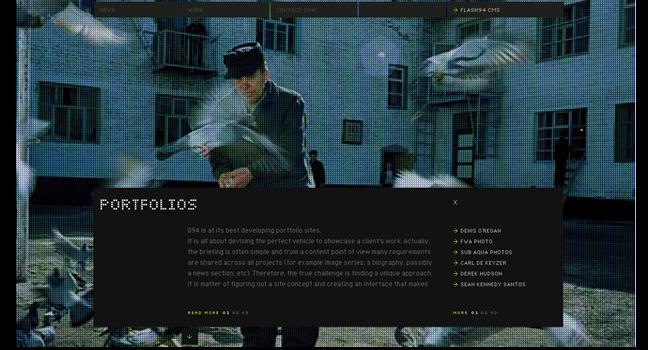 NEWS WORK CONTACT G94 → FLASH94 CMS
PORTFOLIOS X
G94 is at its best developing portfolio sites.
It is all about devising the perfect vehicle to showcase a client's work. Actually,
the briefing is often simple and from a content point of view many requirements
are shared across all projects (for example image series, a biography, possibly
a news section, etc). Therefore, the true challenge is finding a unique approach,
it is matter of figuring out a site concept and creating an interface that makes
→ DENIS O'REGAN
→ FWA PHOTO
→ SUB AQUA PHOTOS
→ CARL DE KEYZER
→ DEREK HUDSON
→ SEAN KENNEDY SANTOS
READ MORE 01 02 03
MORE 01 02 03